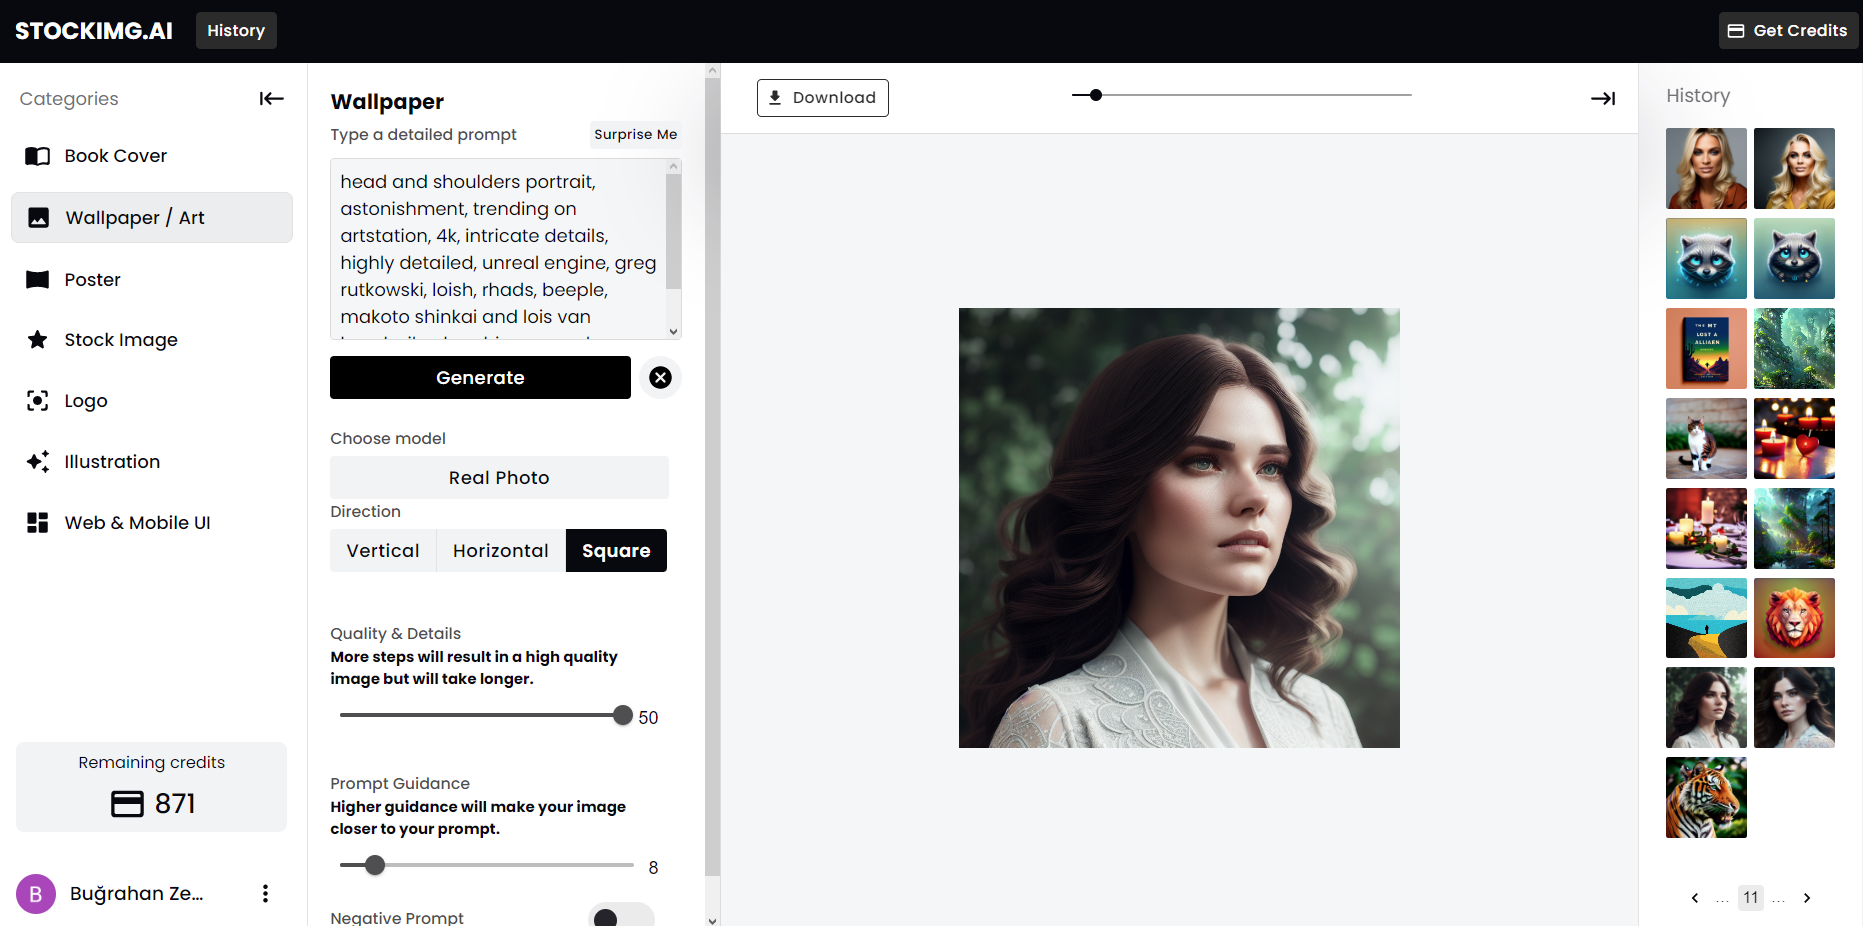 STOCKIMG.AI
History
Get Credits
Categories
Book Cover
Wallpaper / Art
Poster
Stock Image
Logo
Illustration
Web & Mobile UI
Remaining credits
871
B
Buğrahan Ze...
Wallpaper
Type a detailed prompt
Surprise Me
head and shoulders portrait,
astonishment, trending on
artstation, 4k, intricate details,
highly detailed, unreal engine, greg
rutkowski, loish, rhads, beeple,
makoto shinkai and lois van
Generate
Choose model
Real Photo
Direction
Vertical
Horizontal
Square
Quality & Details
More steps will result in a high quality
image but will take longer.
50
Prompt Guidance
Higher guidance will make your image
closer to your prompt.
8
Negative Prompt
Download
History
THE MT
LOST A
ALLIAEN
... 11 ...